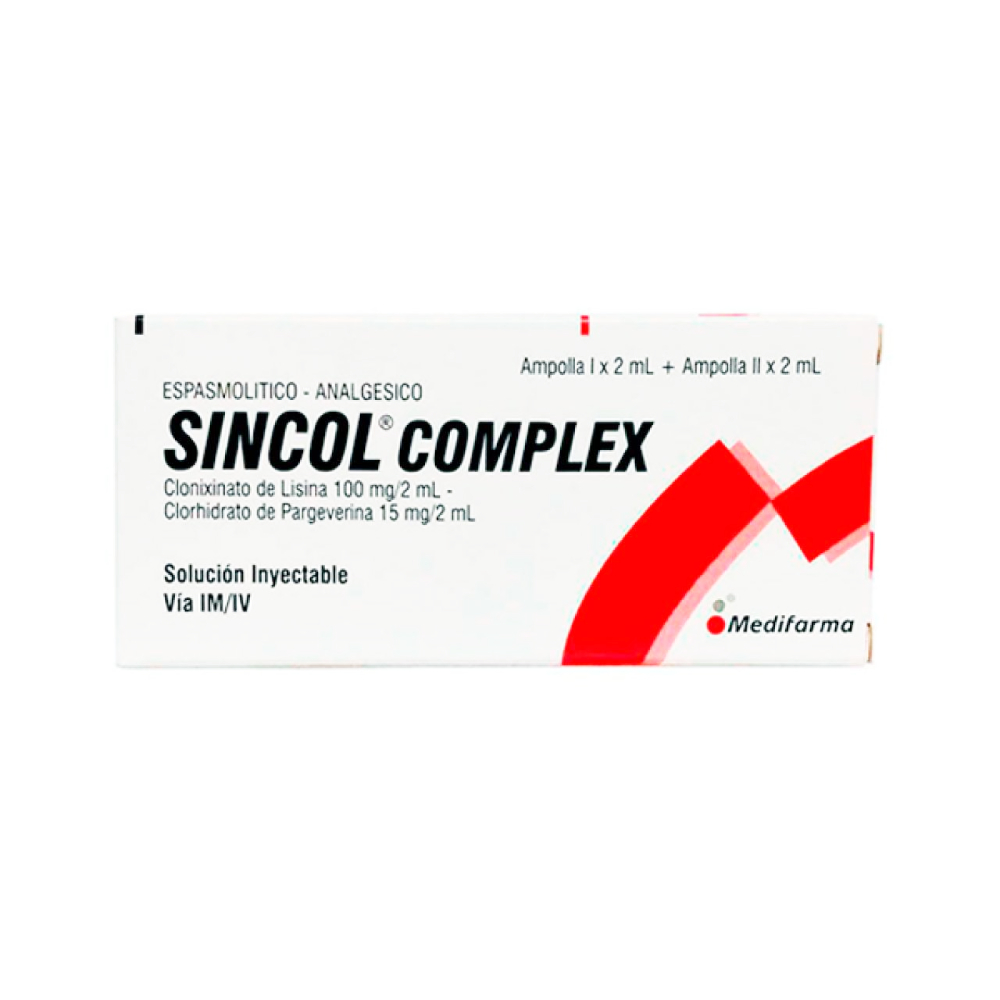 Ampolla I x 2 mL + Ampolla II x 2 mL
ESPASMOLITICO - ANALGESICO
SINCOL® COMPLEX
Clonixinato de Lisina 100 mg/2 mL -
Clorhidrato de Pargeverina 15 mg/2 mL
Solución Inyectable
Vía IM/IV
Medifarma